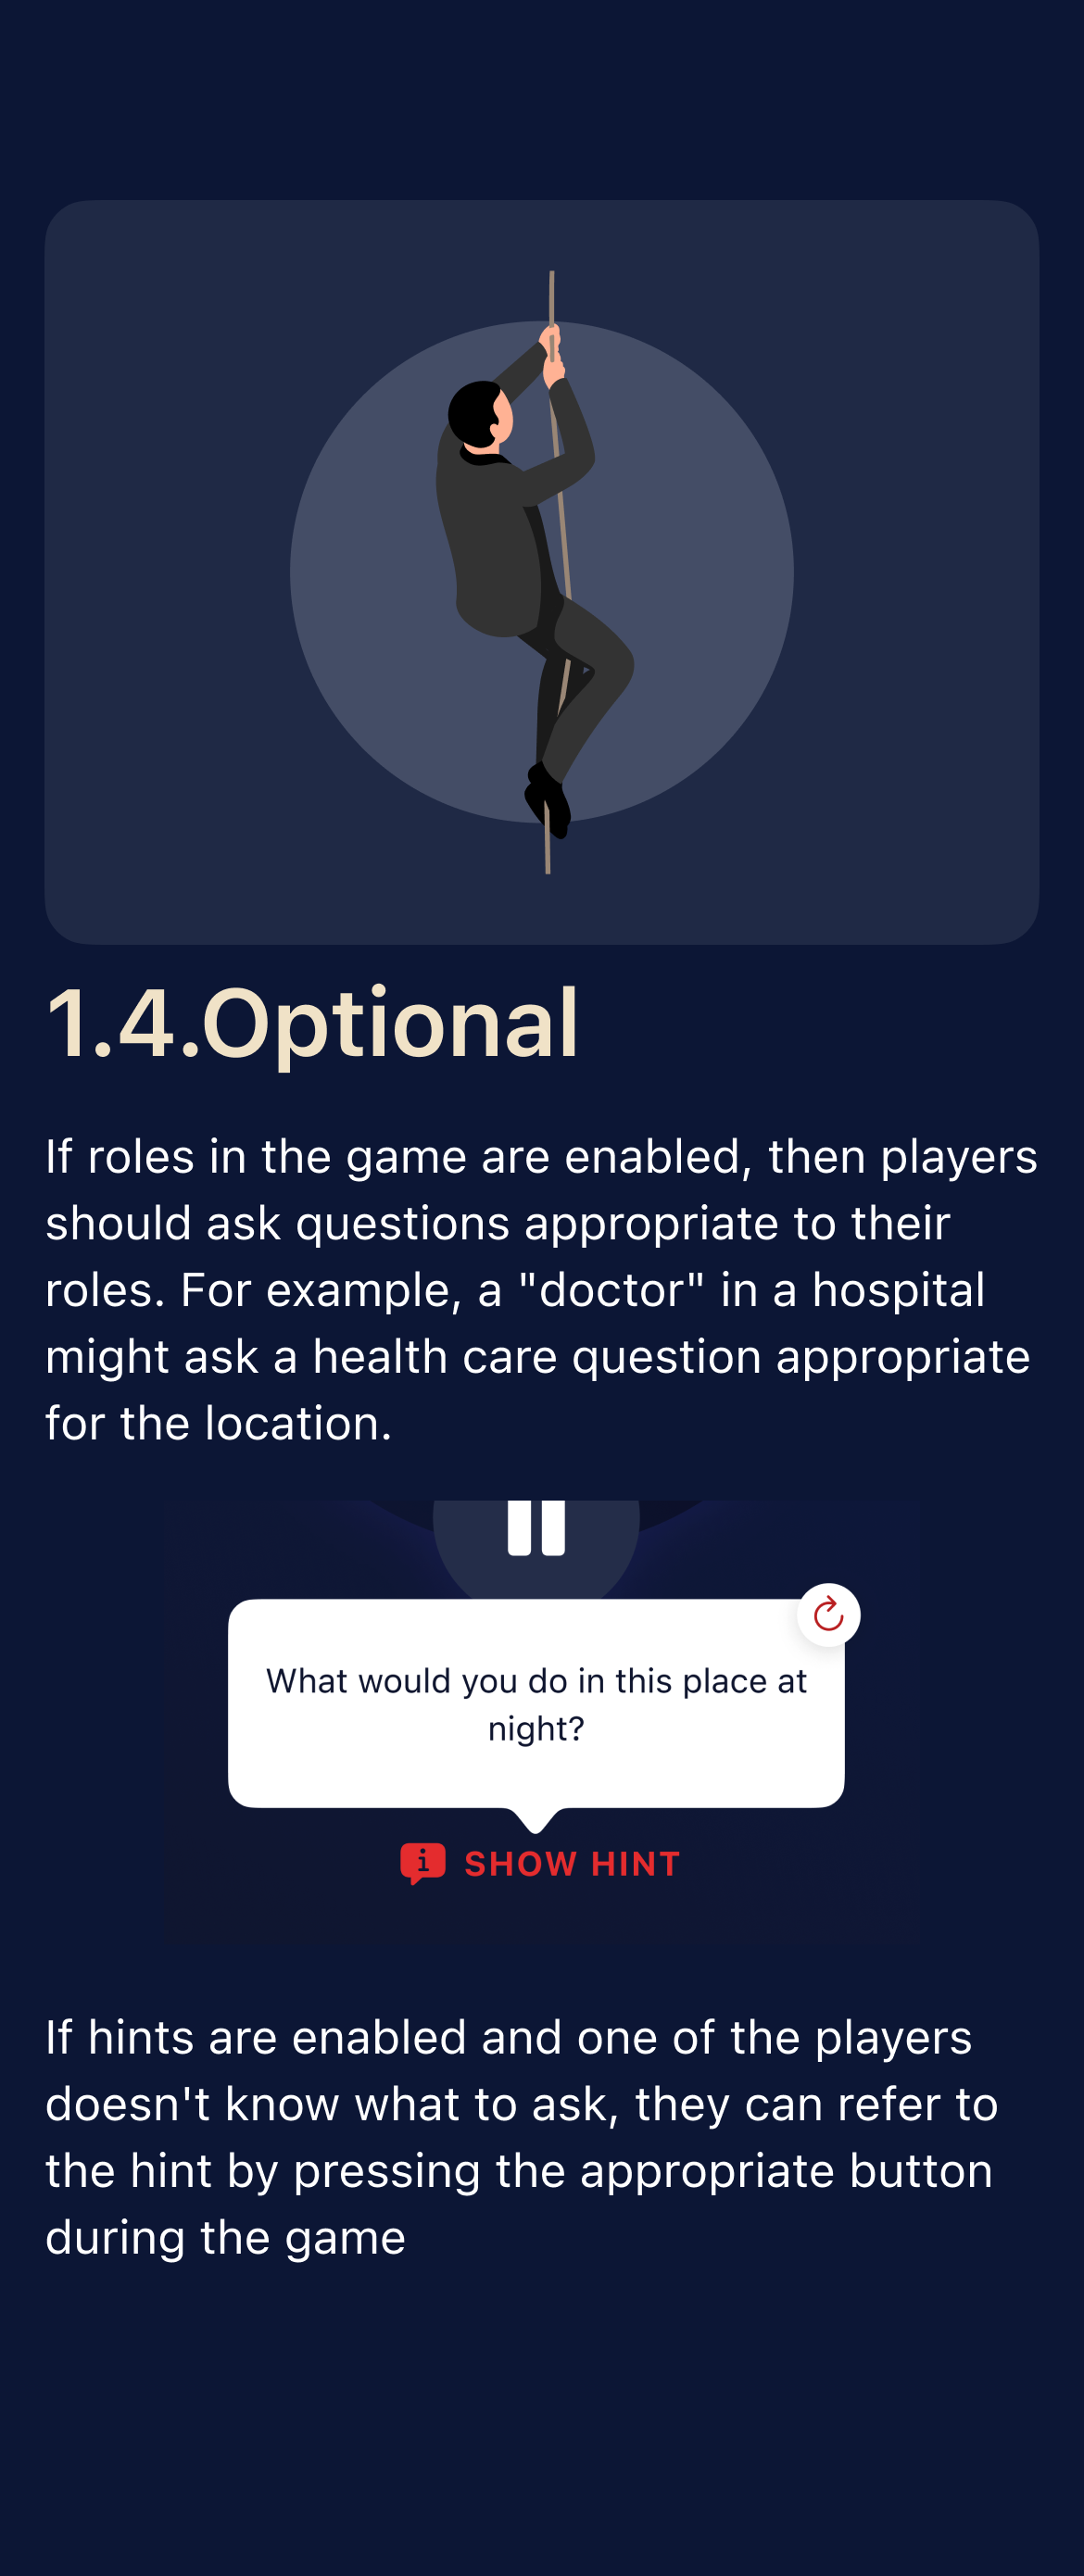 1.4.Optional
If roles in the game are enabled, then players
should ask questions appropriate to their
roles. For example, a "doctor" in a hospital
might ask a health care question appropriate
for the location.
What would you do in this place at
night?
SHOW HINT
If hints are enabled and one of the players
doesn't know what to ask, they can refer to
the hint by pressing the appropriate button
during the game